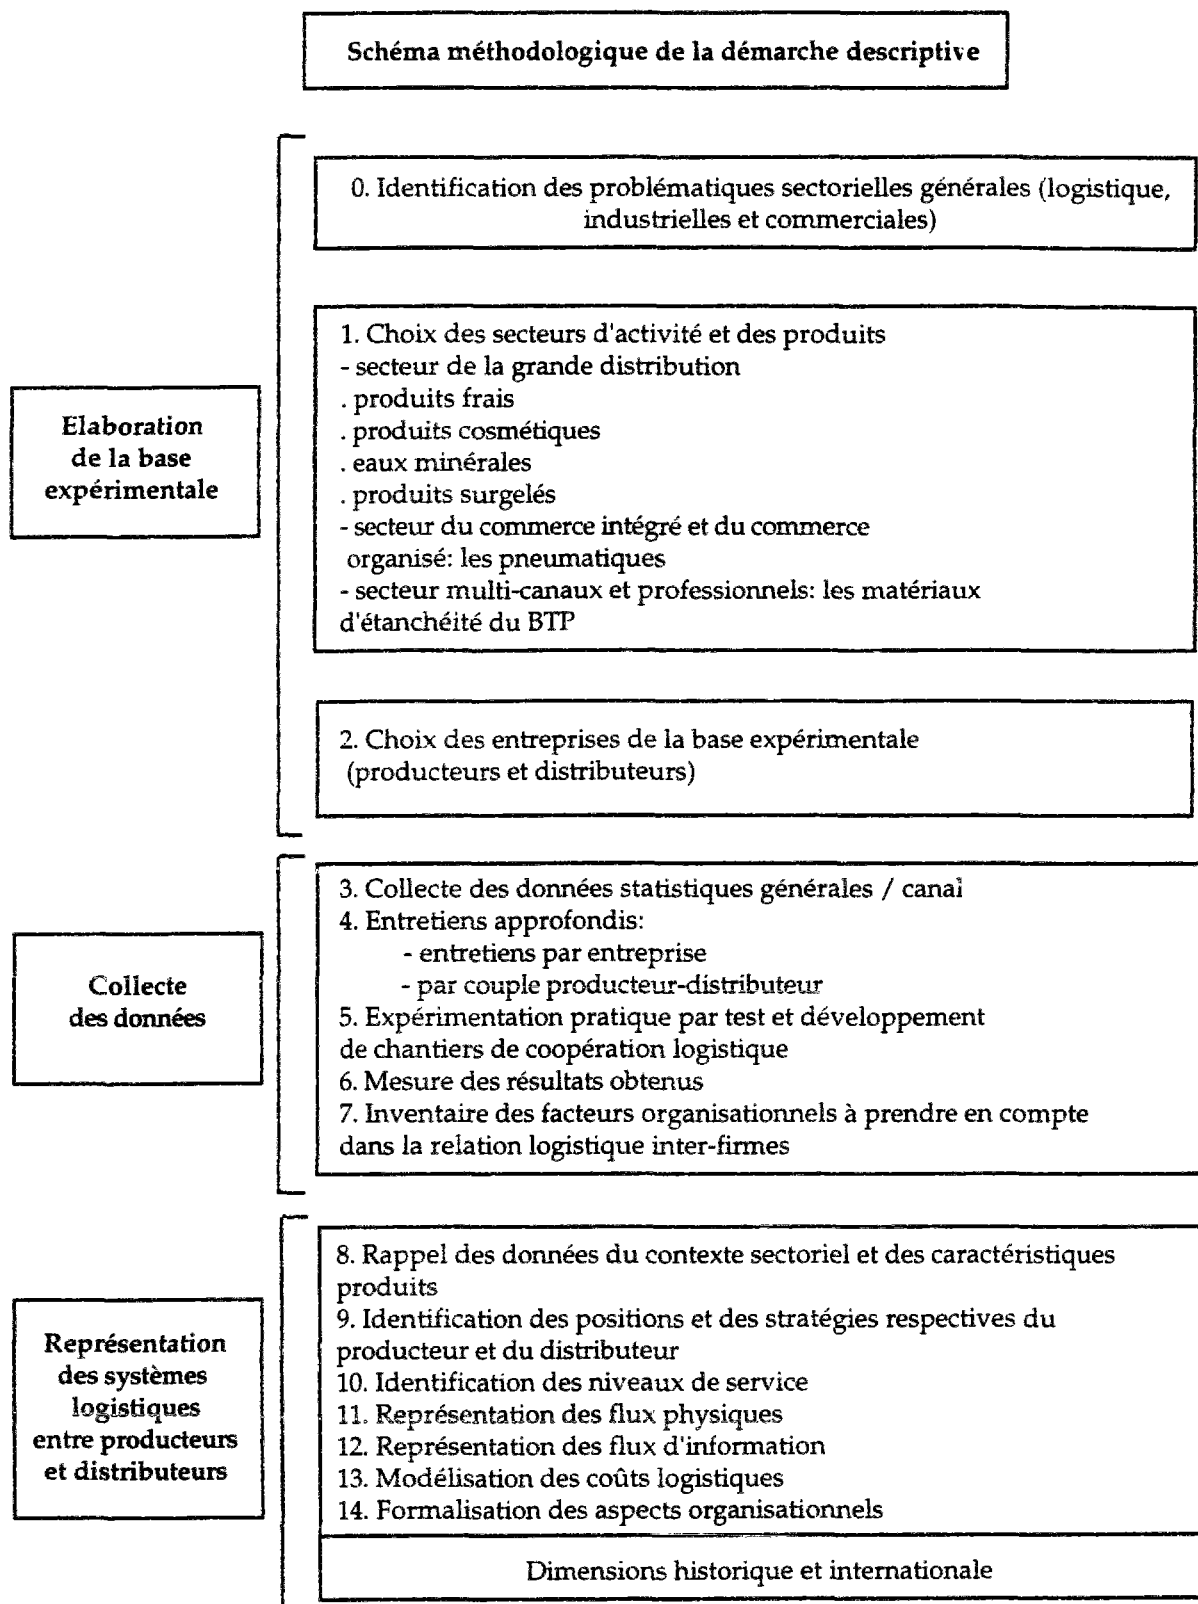 Schéma méthodologique de la démarche descriptive
0. Identification des problématiques sectorielles générales (logistique,
industrielles et commerciales)
Elaboration
de la base
expérimentale
1. Choix des secteurs d'activité et des produits
- secteur de la grande distribution
. produits frais
. produits cosmétiques
. eaux minérales
. produits surgelés
- secteur du commerce intégré et du commerce
organisé: les pneumatiques
- secteur multi-canaux et professionnels: les matériaux
d'étanchéité du BTP
2. Choix des entreprises de la base expérimentale
(producteurs et distributeurs)
Collecte
des données
3. Collecte des données statistiques générales / canal
4. Entretiens approfondis:
- entretiens par entreprise
- par couple producteur-distributeur
5. Expérimentation pratique par test et développement
de chantiers de coopération logistique
6. Mesure des résultats obtenus
7. Inventaire des facteurs organisationnels à prendre en compte
dans la relation logistique inter-firmes
Représentation
des systèmes
logistiques
entre producteurs
et distributeurs
8. Rappel des données du contexte sectoriel et des caractéristiques
produits
9. Identification des positions et des stratégies respectives du
producteur et du distributeur
10. Identification des niveaux de service
11. Représentation des flux physiques
12. Représentation des flux d'information
13. Modélisation des coûts logistiques
14. Formalisation des aspects organisationnels
Dimensions historique et internationale